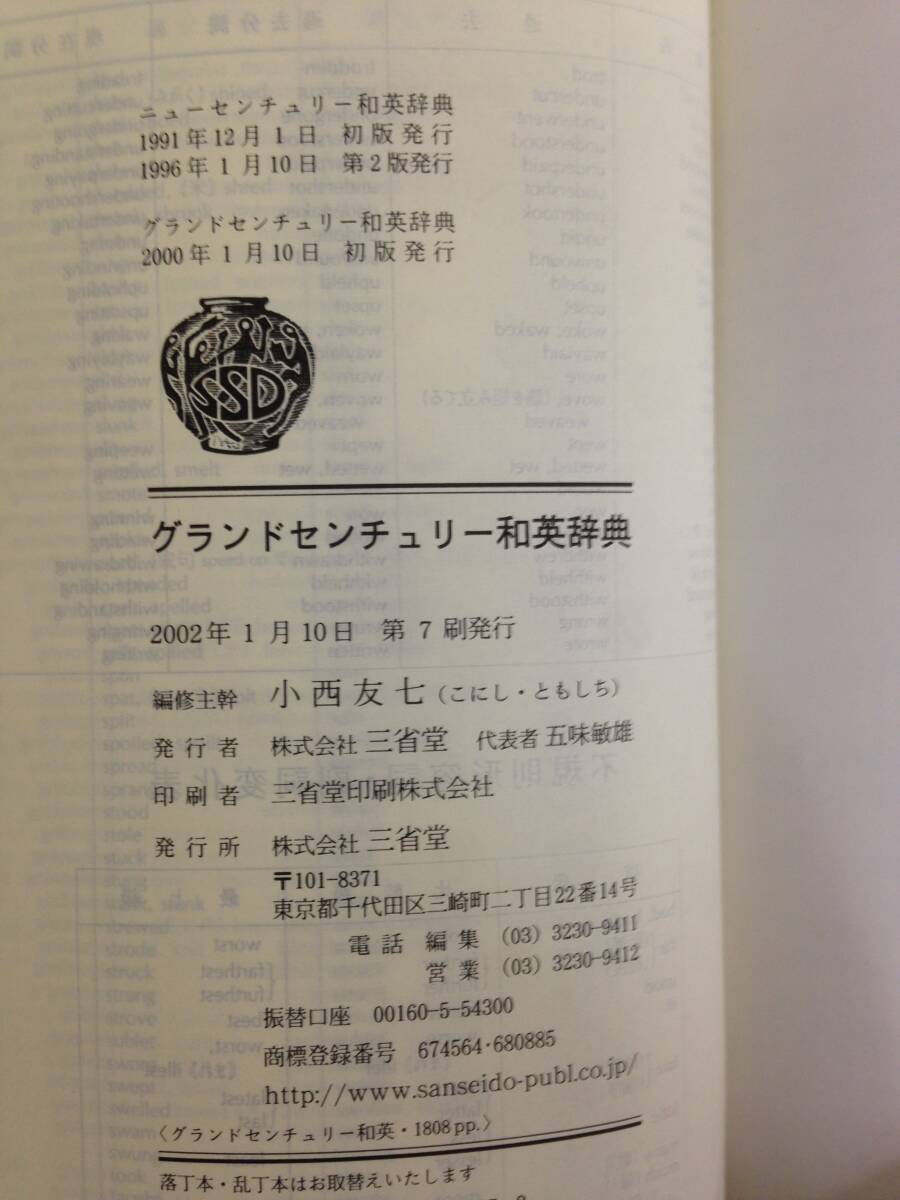 ニューセンチュリー和英辞典
1991年12月1日 初版発行
1996年1月10日 第2版発行
グランドセンチュリー和英辞典
2000年1月10日 初版発行
SSD
グランドセンチュリー和英辞典
2002年1月10日 第7刷発行
編修主幹 小西友七(こにし・ともしち)
発行者 株式会社 三省堂 代表者 五味敏雄
印刷者 三省堂印刷株式会社
発行所 株式会社 三省堂
〒101-8371
東京都千代田区三崎町二丁目22番14号
電話 編集 (03) 3230-9411
営業 (03) 3230-9412
振替口座 00160-5-54300
商標登録番号 674564・680885
http://www.sanseido-publ.co.jp/
〈グランドセンチュリー和英・1808 pp.〉
落丁本・乱丁本はお取替えいたします